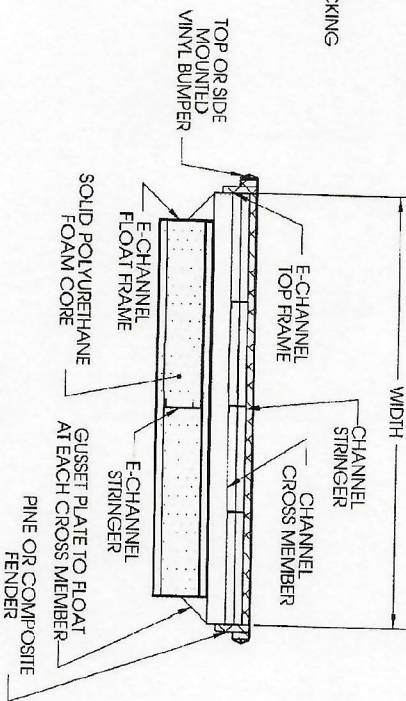 CKING
TOP OR SIDE
MOUNTED
VINYL BUMPER
WIDTH
E-CHANNEL
TOP FRAME
CHANNEL
STRINGER
CHANNEL
CROSS MEMBER
E-CHANNEL
FLOAT FRAME
SOLID POLYURETHANE
FOAM CORE
E-CHANNEL
STRINGER
GUSSET PLATE TO FLOAT
AT EACH CROSS MEMBER
PINE OR COMPOSITE
FENDER